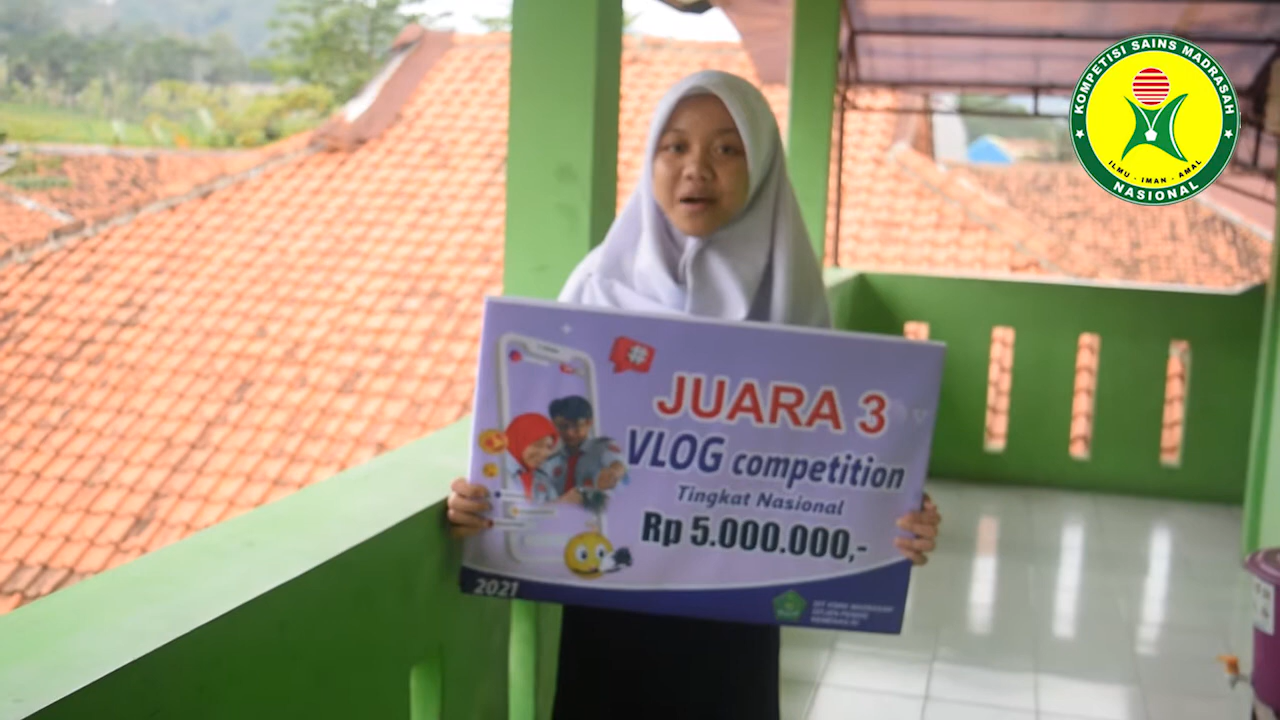 KOMPETISI SAINS MADRASAH
ILMU - IMAN - AMAL
NASIONAL
#
JUARA 3
VLOG competition
Tingkat Nasional
Rp 5.000.000,-
2021